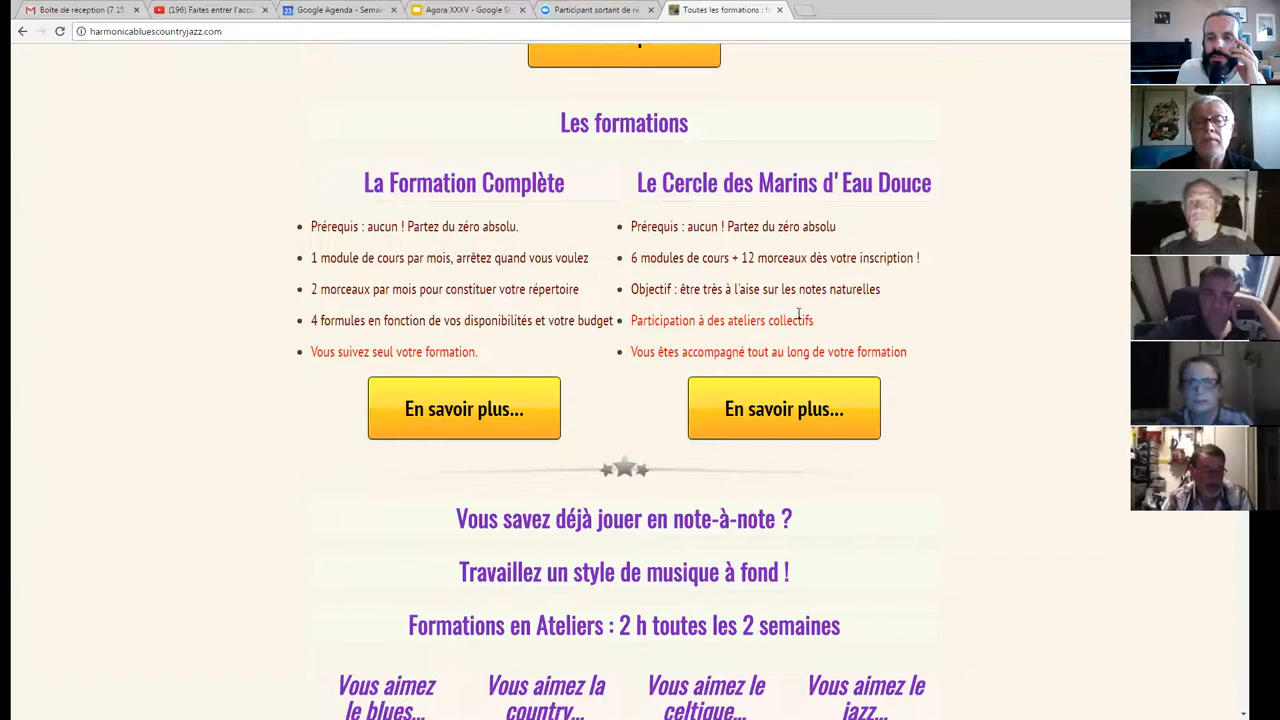 Boîte de réception (7 15
(196) Faites entrer l'accu
Google Agenda - Semai
Agora XXXV - Google Sl
Participant sortant de ré
Toutes les formations : f
harmonicabluescountryjazz.com
Les formations
La Formation Complète
Prérequis : aucun ! Partez du zéro absolu.
1 module de cours par mois, arrêtez quand vous voulez
2 morceaux par mois pour constituer votre répertoire
4 formules en fonction de vos disponibilités et votre budget
Vous suivez seul votre formation.
En savoir plus...
Le Cercle des Marins d'Eau Douce
Prérequis : aucun ! Partez du zéro absolu
6 modules de cours + 12 morceaux dès votre inscription !
Objectif : être très à l'aise sur les notes naturelles
Participation à des ateliers collectifs
Vous êtes accompagné tout au long de votre formation
En savoir plus...
Vous savez déjà jouer en note-à-note ?
Travaillez un style de musique à fond !
Formations en Ateliers : 2 h toutes les 2 semaines
Vous aimez
le blues...
Vous aimez la
country...
Vous aimez le
celtique...
Vous aimez le
jazz...